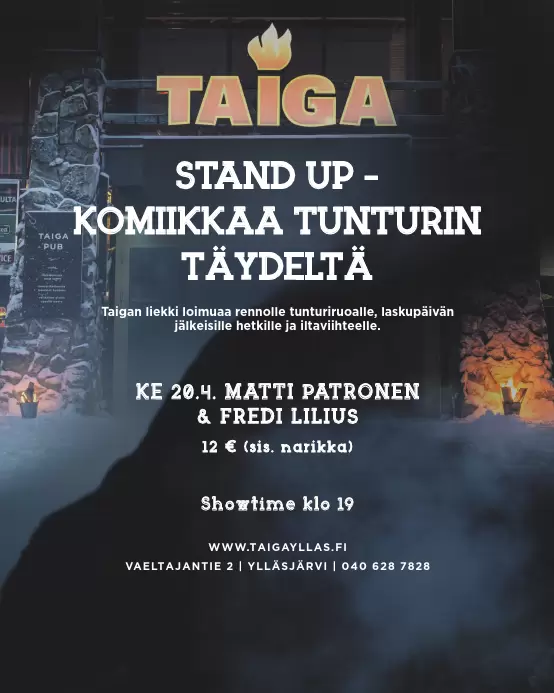 TAIGA
STAND UP -
KOMIIKKAA TUNTURIN
TÄYDELTÄ
Taigan liekki loimuaa rennolle tunturiruoalle, laskupäivän
jälkeisille hetkille ja iltaviihteelle.
KE 20.4. MATTI PATRONEN
& FREDI LILIUS
12 € (sis. narikka)
Showtime klo 19
WWW.TAIGAYLLAS.FI
VAELTAJANTIE 2 | YLLÄSJÄRVI | 040 628 7828
TAIGA
PUB